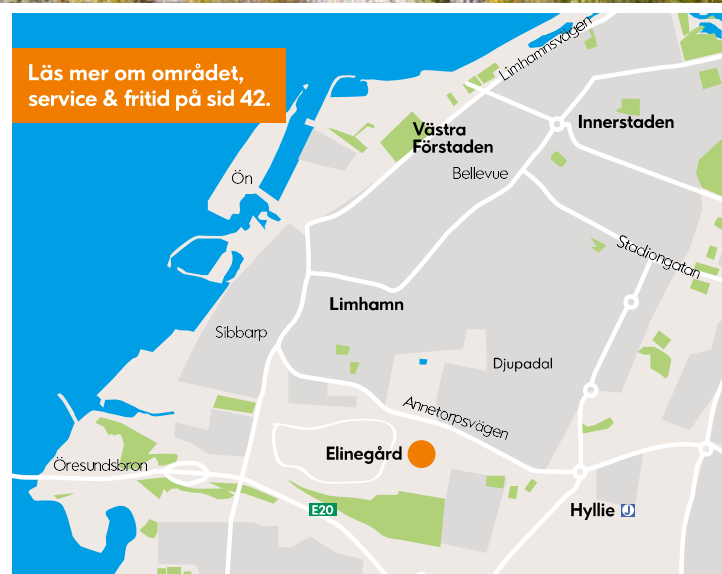 Läs mer om området,
service & fritid på sid 42.
Limhamnsvägen
Västra
Förstaden
Innerstaden
Bellevue
Ön
Stadiongatan
Limhamn
Sibbarp
Djupadal
Annetorpsvägen
Elinegård
Öresundsbron
E20
Hyllie J